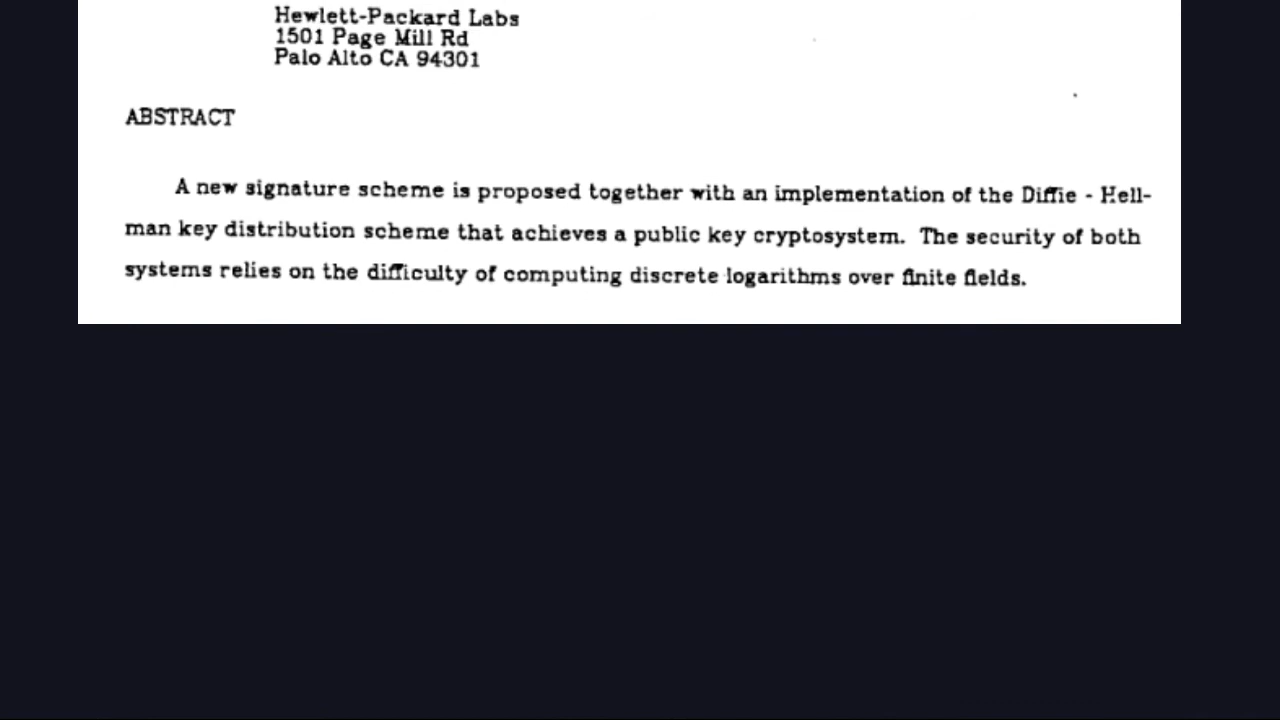 Hewlett-Packard Labs
1501 Page Mill Rd
Palo Alto CA 94301
ABSTRACT
A new signature scheme is proposed together with an implementation of the Diffie - Hell-
man key distribution scheme that achieves a public key cryptosystem. The security of both
systems relies on the difficulty of computing discrete logarithms over finite fields.